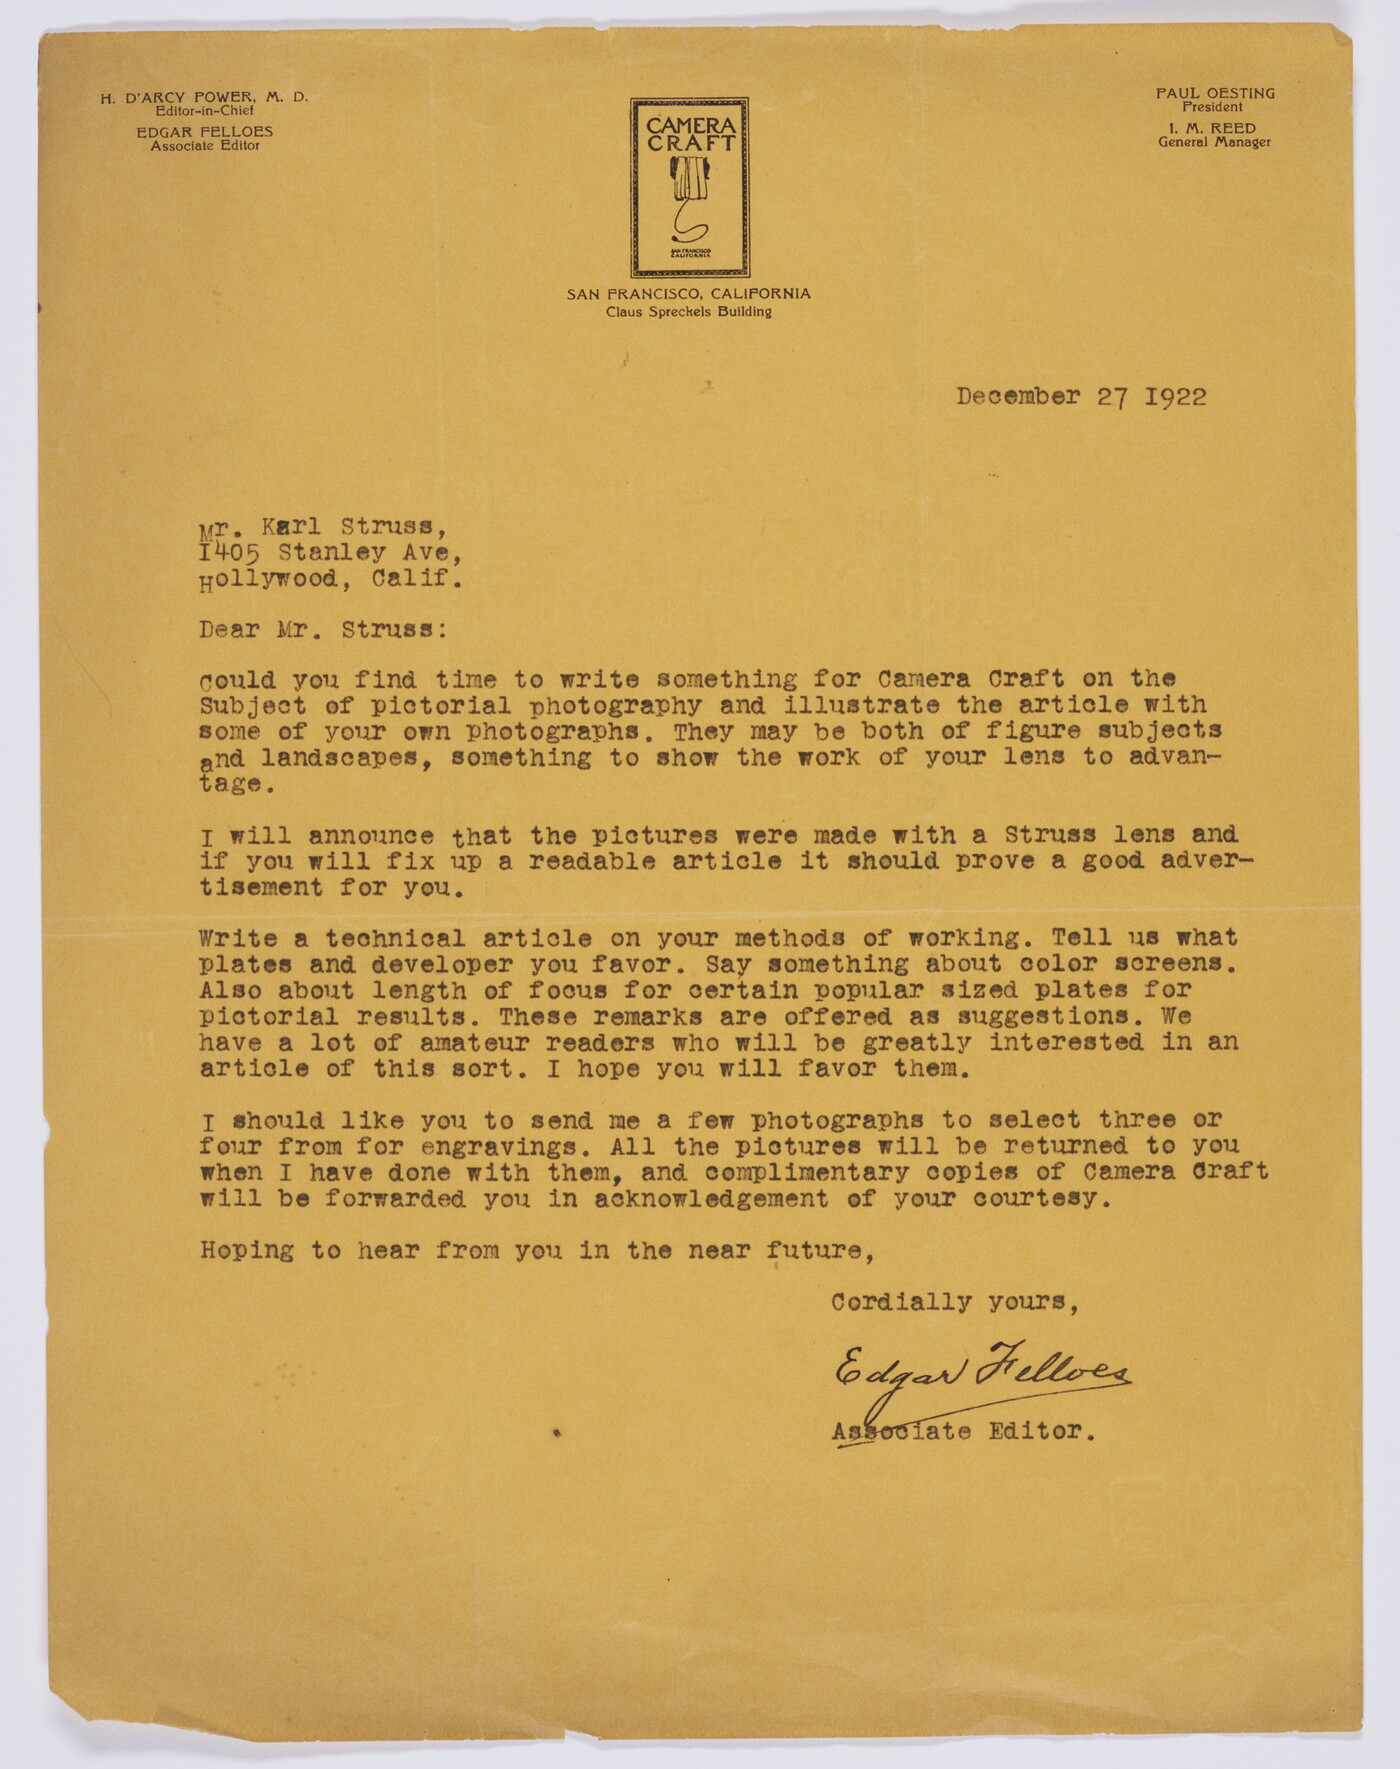 H. D'ARCY POWER, M. D.
Editor-in-Chief
EDGAR FELLOES
Associate Editor
CAMERA
CRAFT
SAN FRANCISCO
CALIFORNIA
SAN FRANCISCO, CALIFORNIA
Claus Spreckels Building
PAUL OESTING
President
I. M. REED
General Manager
December 27 1922
Mr. Karl Struss,
1405 Stanley Ave,
Hollywood, Calif.
Dear Mr. Struss:
Could you find time to write something for Camera Craft on the
Subject of pictorial photography and illustrate the article with
some of your own photographs. They may be both of figure subjects
and landscapes, something to show the work of your lens to advan-
tage.
I will announce that the pictures were made with a Struss lens and
if you will fix up a readable article it should prove a good adver-
tisement for you.
Write a technical article on your methods of working. Tell us what
plates and developer you favor. Say something about color screens.
Also about length of focus for certain popular sized plates for
pictorial results. These remarks are offered as suggestions. We
have a lot of amateur readers who will be greatly interested in an
article of this sort. I hope you will favor them.
I should like you to send me a few photographs to select three or
four from for engravings. All the pictures will be returned to you
when I have done with them, and complimentary copies of Camera Craft
will be forwarded you in acknowledgement of your courtesy.
Hoping to hear from you in the near future,
Cordially yours,
Edgar Felloes
Associate Editor.